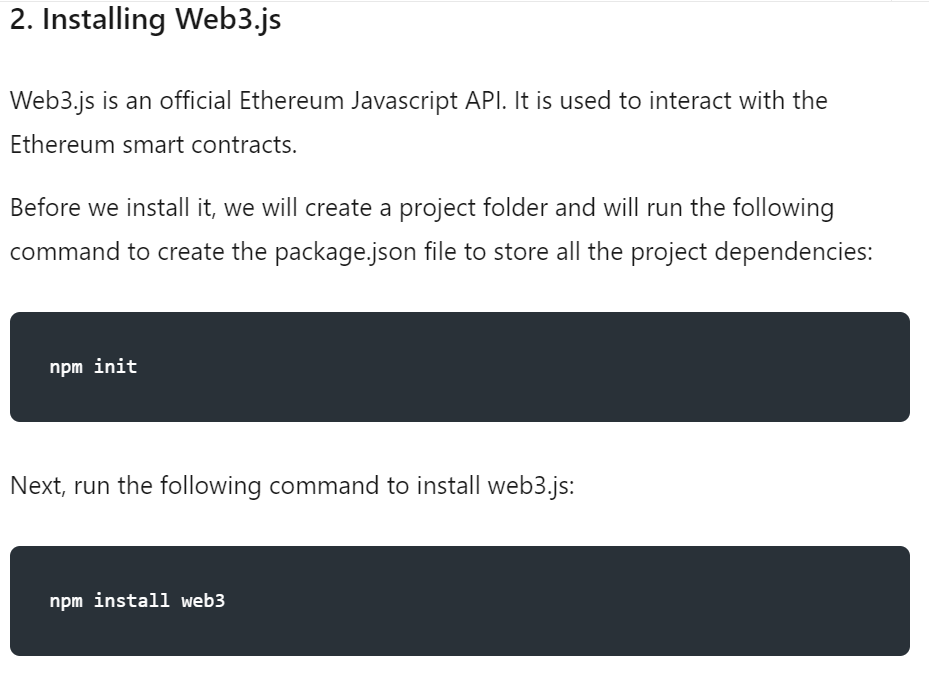 2. Installing Web3.js
Web3.js is an official Ethereum Javascript API. It is used to interact with the
Ethereum smart contracts.
Before we install it, we will create a project folder and will run the following
command to create the package.json file to store all the project dependencies:
npm init
Next, run the following command to install web3.js:
npm install web3